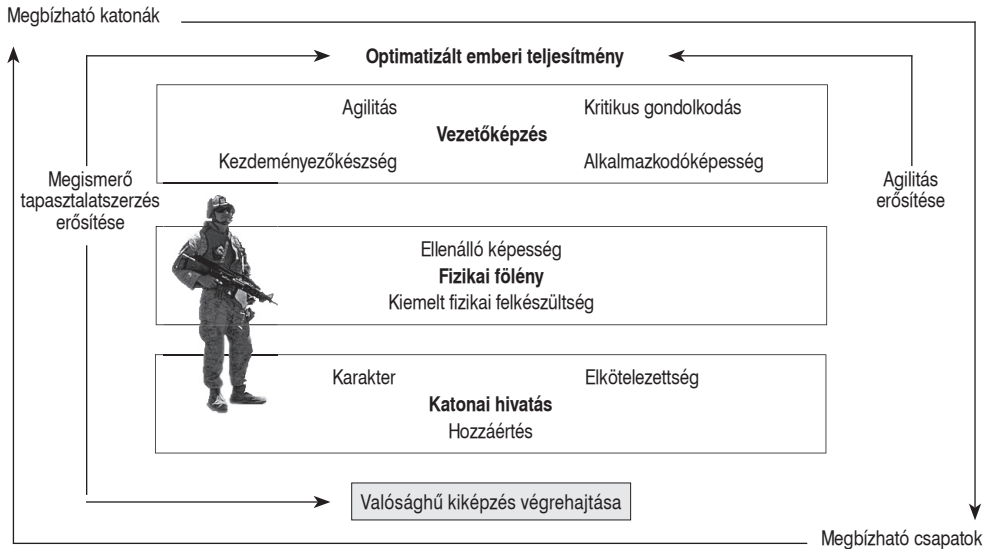 Megbízható katonák
Optimatizált emberi teljesítmény
Agilitás
Kritikus gondolkodás
Vezetőképzés
Kezdeményezőkészség
Alkalmazkodóképesség
Megismerő
tapasztalatszerzés
erősítése
Agilitás
erősítése
Ellenálló képesség
Fizikai fölény
Kiemelt fizikai felkészültség
Karakter
Elkötelezettség
Katonai hivatás
Hozzáértés
Valósághű kiképzés végrehajtása
Megbízható csapatok